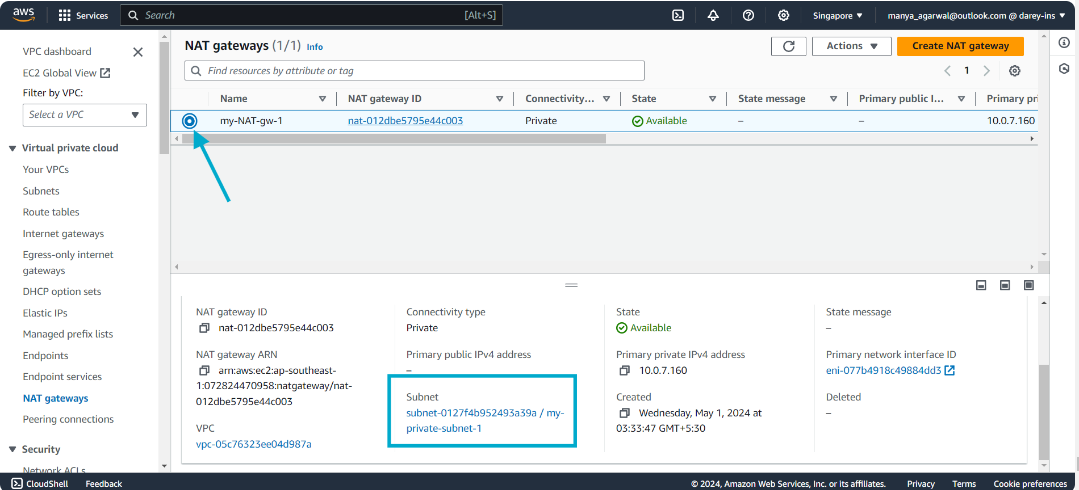 aws
Services
Search
[Alt+S]
Singapore
manya_agarwal@outlook.com @ darey-ins
VPC dashboard
EC2 Global View
Filter by VPC:
Select a VPC
Virtual private cloud
Your VPCs
Subnets
Route tables
Internet gateways
Egress-only internet
gateways
DHCP option sets
Elastic IPs
Managed prefix lists
Endpoints
Endpoint services
NAT gateways
Peering connections
Security
Network ACLs
NAT gateways (1/1) Info
Actions
Create NAT gateway
Find resources by attribute or tag
1
Name
NAT gateway ID
Connectivity...
State
State message
Primary public I...
Primary pri
my-NAT-gw-1
nat-012dbe5795e44c003
Private
Available
–
–
10.0.7.160
NAT gateway ID
nat-012dbe5795e44c003
Connectivity type
Private
State
Available
State message
–
NAT gateway ARN
arn:aws:ec2:ap-southeast-
1:072824470958:natgateway/nat-
012dbe5795e44c003
Primary public IPv4 address
–
Primary private IPv4 address
10.0.7.160
Primary network interface ID
eni-077b4918c49884dd3
VPC
vpc-05c76323ee04d987a
Subnet
subnet-0127f4b952493a39a / my-
private-subnet-1
Created
Wednesday, May 1, 2024 at
03:33:47 GMT+5:30
Deleted
–
CloudShell
Feedback
© 2024, Amazon Web Services, Inc. or its affiliates.
Privacy
Terms
Cookie preferences